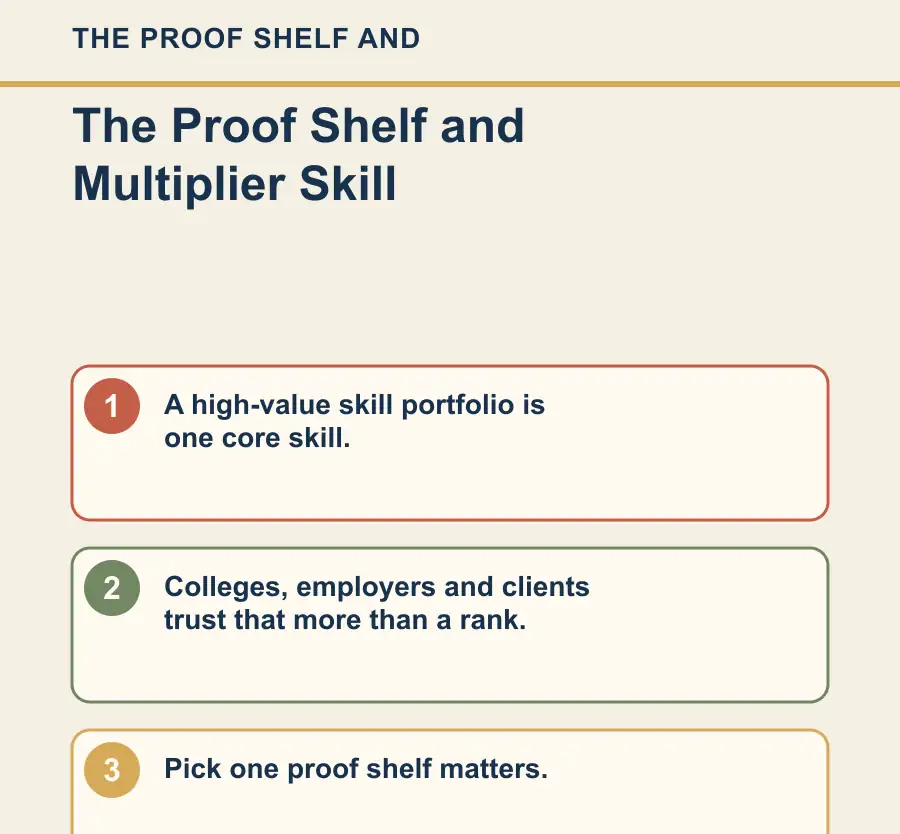 THE PROOF SHELF AND
The Proof Shelf and
Multiplier Skill
1
A high-value skill portfolio is
one core skill.
2
Colleges, employers and clients
trust that more than a rank.
3
Pick one proof shelf matters.